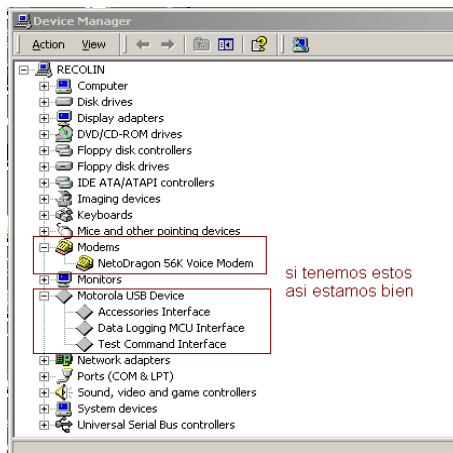 Device Manager
Action View
RECOLIN
Computer
Disk drives
Display adapters
DVD/CD-ROM drives
Floppy disk controllers
Floppy disk drives
IDE ATA/ATAPI controllers
Imaging devices
Keyboards
Mice and other pointing devices
Modems
NetoDragon 56K Voice Modem
Monitors
Motorola USB Device
Accessories Interface
Data Logging MCU Interface
Test Command Interface
Network adapters
Ports (COM & LPT)
Sound, video and game controllers
System devices
Universal Serial Bus controllers
si tenemos estos
asi estamos bien